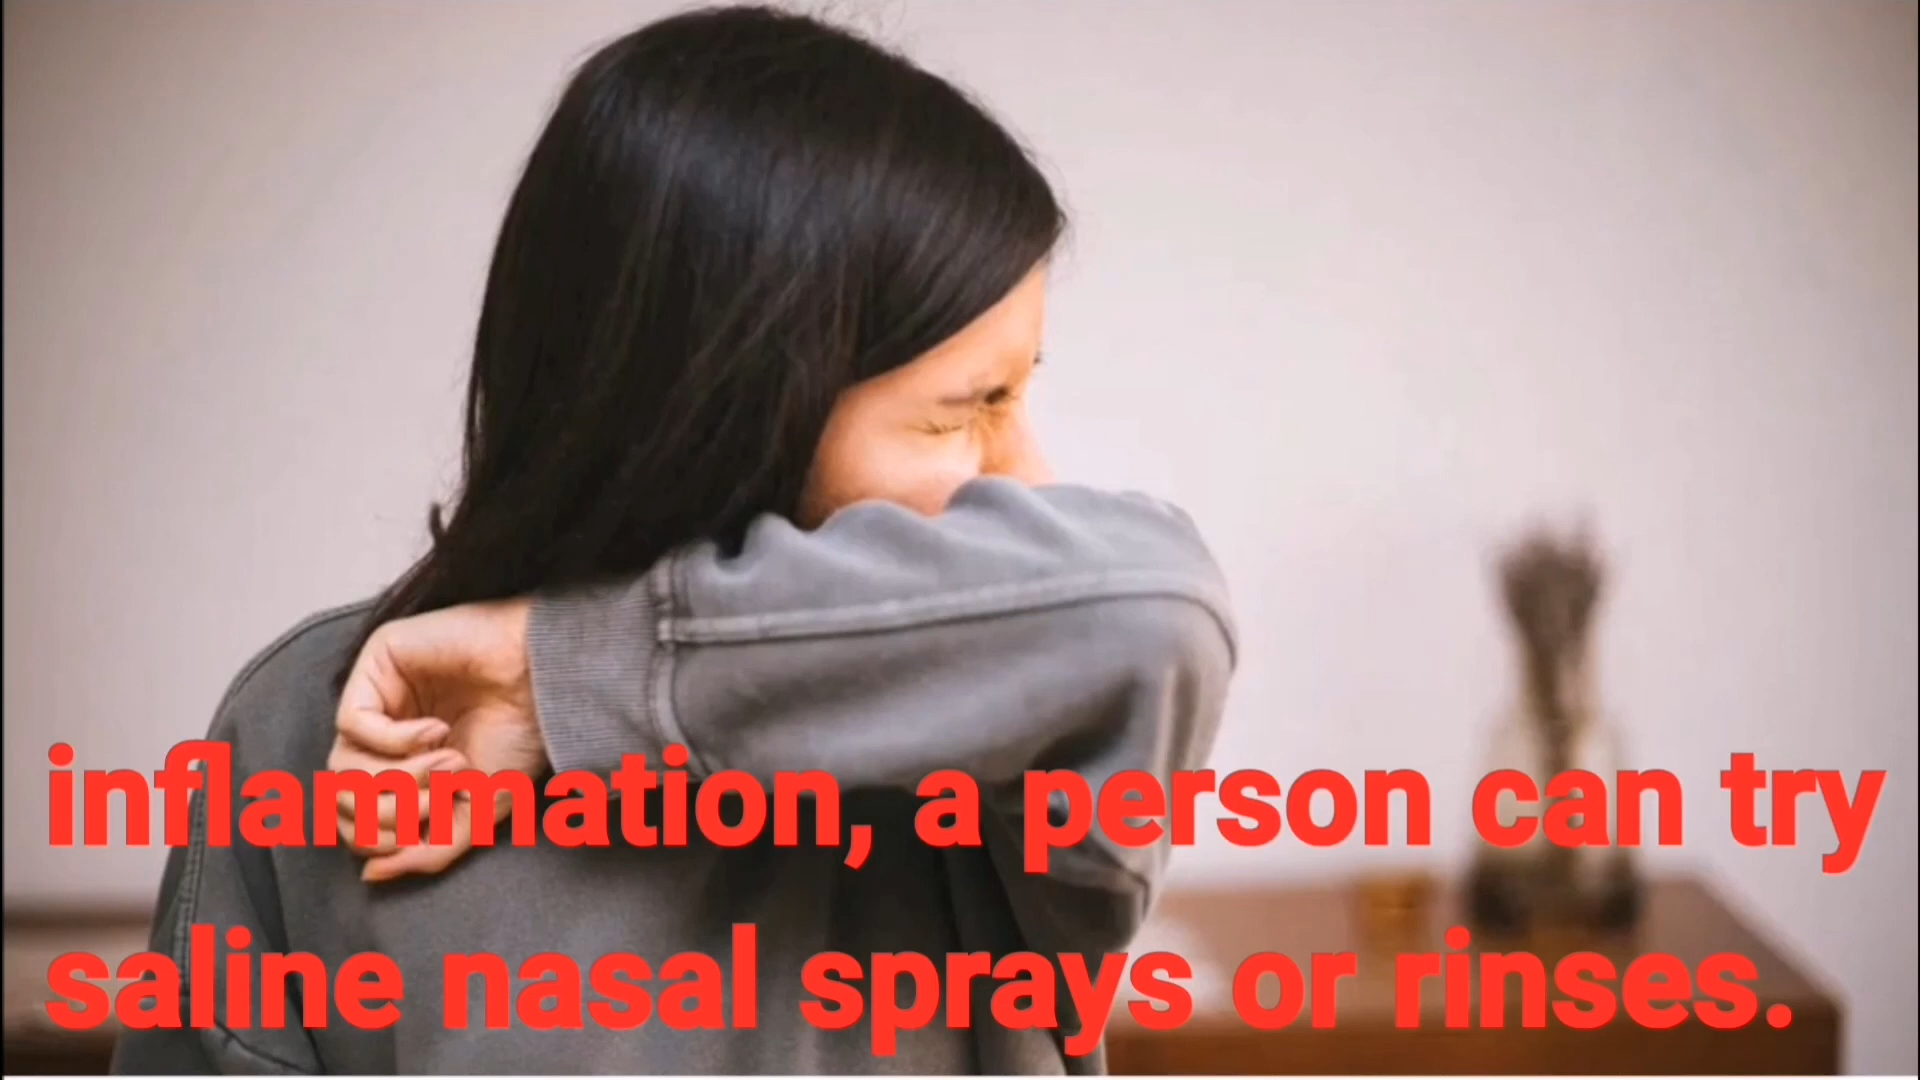 inflammation, a person can try
saline nasal sprays or rinses.